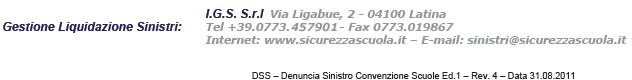 I.G.S. S.r.l Via Ligabue, 2 - 04100 Latina
Gestione Liquidazione Sinistri: Tel +39.0773.457901- Fax 0773.019867
Internet: www.sicurezzascuola.it – E-mail: sinistri@sicurezzascuola.it
DSS – Denuncia Sinistro Convenzione Scuole Ed.1 – Rev. 4 – Data 31.08.2011